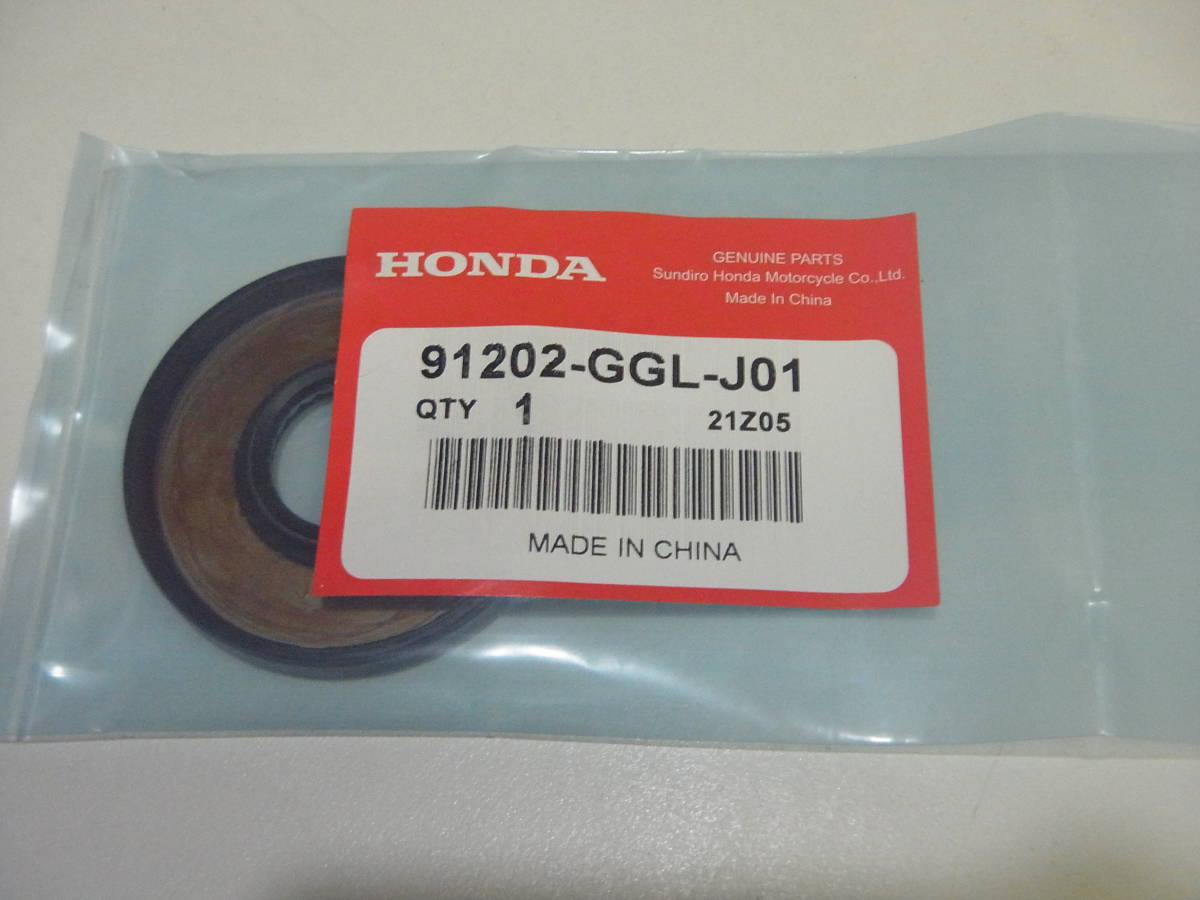 HONDA
GENUINE PARTS
Sundiro Honda Motorcycle Co.,Ltd.
Made In China
91202-GGL-J01
QTY 1 21Z05
MADE IN CHINA